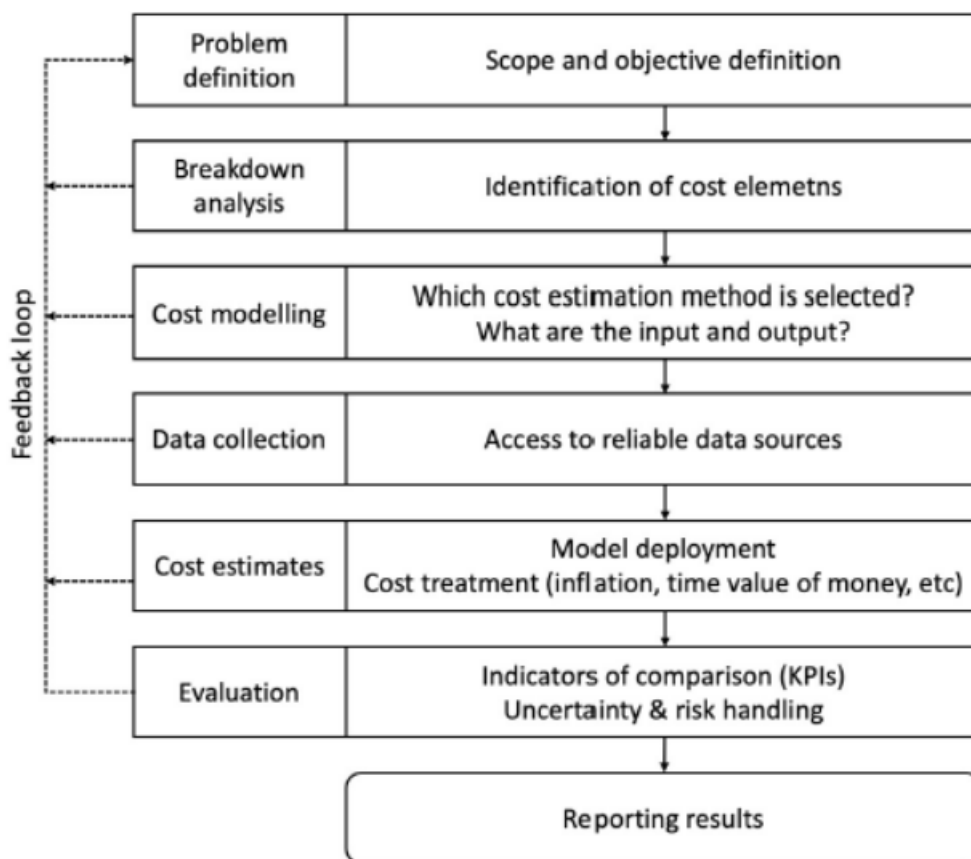 Problem
definition
Scope and objective definition
Breakdown
analysis
Identification of cost elemetns
Cost modelling
Which cost estimation method is selected?
What are the input and output?
Data collection
Access to reliable data sources
Cost estimates
Model deployment
Cost treatment (inflation, time value of money, etc)
Evaluation
Indicators of comparison (KPIs)
Uncertainty & risk handling
Reporting results
Feedback loop